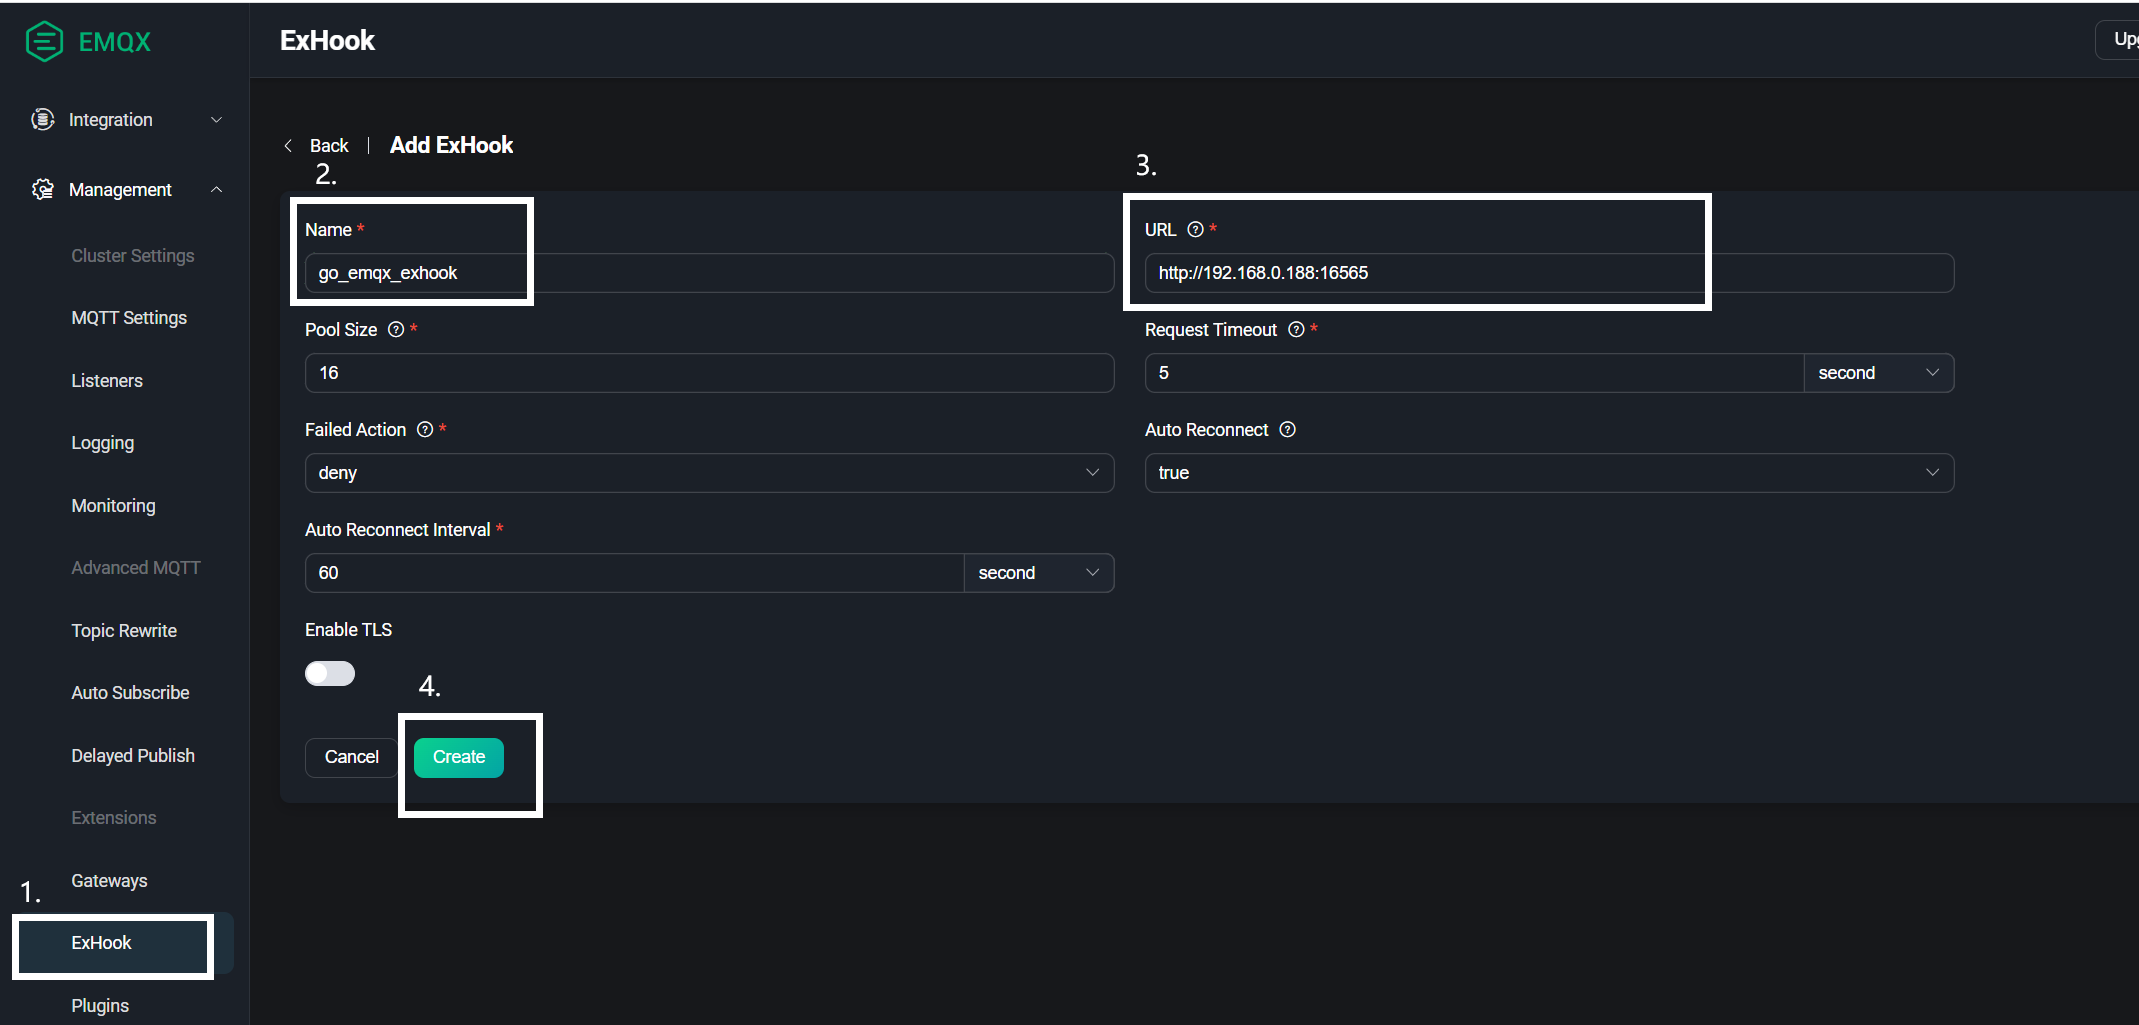 EMQX
ExHook
Integration
Management
Cluster Settings
MQTT Settings
Listeners
Logging
Monitoring
Advanced MQTT
Topic Rewrite
Auto Subscribe
Delayed Publish
Extensions
Gateways
1.
ExHook
Plugins
Back | Add ExHook
2.
Name *
go_emqx_exhook
3.
URL ? *
http://192.168.0.188:16565
Pool Size ? *
16
Request Timeout ? *
5 second
Failed Action ? *
deny
Auto Reconnect ?
true
Auto Reconnect Interval *
60 second
Enable TLS
4.
Cancel Create